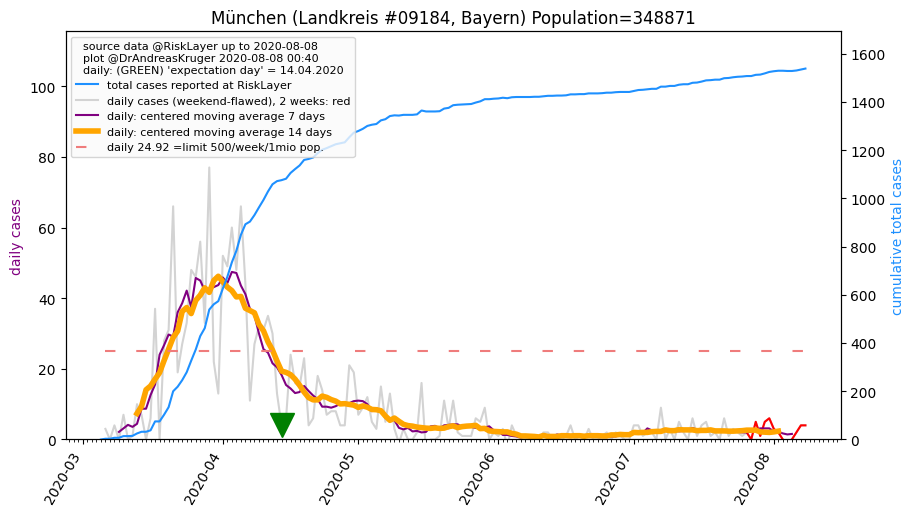 München (Landkreis #09184, Bayern) Population=348871
source data @RiskLayer up to 2020-08-08
plot @DrAndreasKruger 2020-08-08 00:40
daily: (GREEN) 'expectation day' = 14.04.2020
total cases reported at RiskLayer
daily cases (weekend-flawed), 2 weeks: red
daily: centered moving average 7 days
daily: centered moving average 14 days
daily 24.92 =limit 500/week/1mio pop.
daily cases
100
80
60
40
20
0
1600
1400
1200
1000
800
600
400
200
0
cumulative total cases
2020-03
2020-04
2020-05
2020-06
2020-07
2020-08